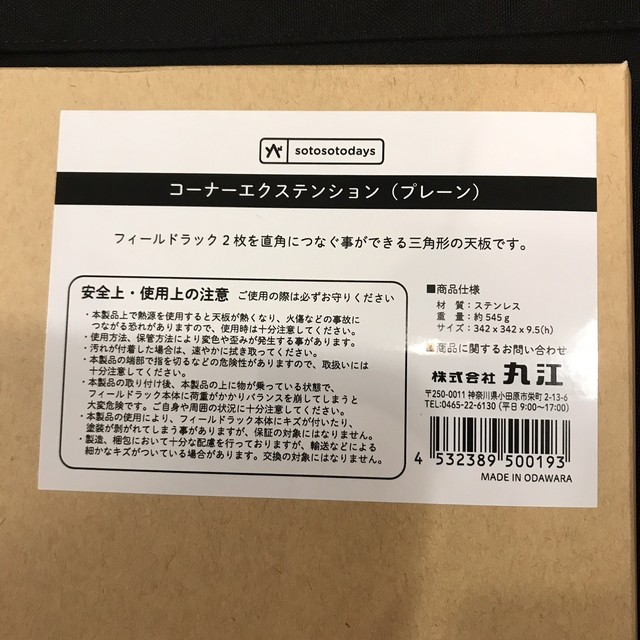 sotosotodays
コーナーエクステンション（プレーン）
フィールドラック2枚を直角につなぐ事ができる三角形の天板です。
安全上・使用上の注意 ご使用の際は必ずお守りください
・本製品上で熱源を使用すると天板が熱くなり、火傷などの事故に
つながる恐れがありますので、使用時は十分注意してください。
・使用方法、保管方法により変色や歪みが発生する事があります。
・汚れが付着した場合は、速やかに拭き取ってください。
・本製品の端部で指を切るなどの危険性がありますので、取扱いには
十分注意してください。
・本製品の取り付け後、本製品の上に物が乗っている状態で、
フィールドラック本体に荷重がかかりバランスを崩してしまうと
大変危険です。ご自身や周囲の状況に十分注意してください。
・本製品の使用により、フィールドラック本体にキズが付いたり、
塗装が剥がれてしまう事がありますが、保証の対象にはなりません。
・製造、梱包において十分な配慮を行っておりますが、輸送などによる
細かなキズがついている場合があります。交換の対象にはなりません。
■商品仕様
材 質：ステンレス
重 量：約 545g
サイズ：342 x 342 x 9.5(h)
■商品に関するお問い合わせ
株式会社 丸江
〒250-0011 神奈川県小田原市栄町 2-13-6
TEL:0465-22-6130 (平日 9:00〜17:00)
4 532389 500193
MADE IN ODAWARA